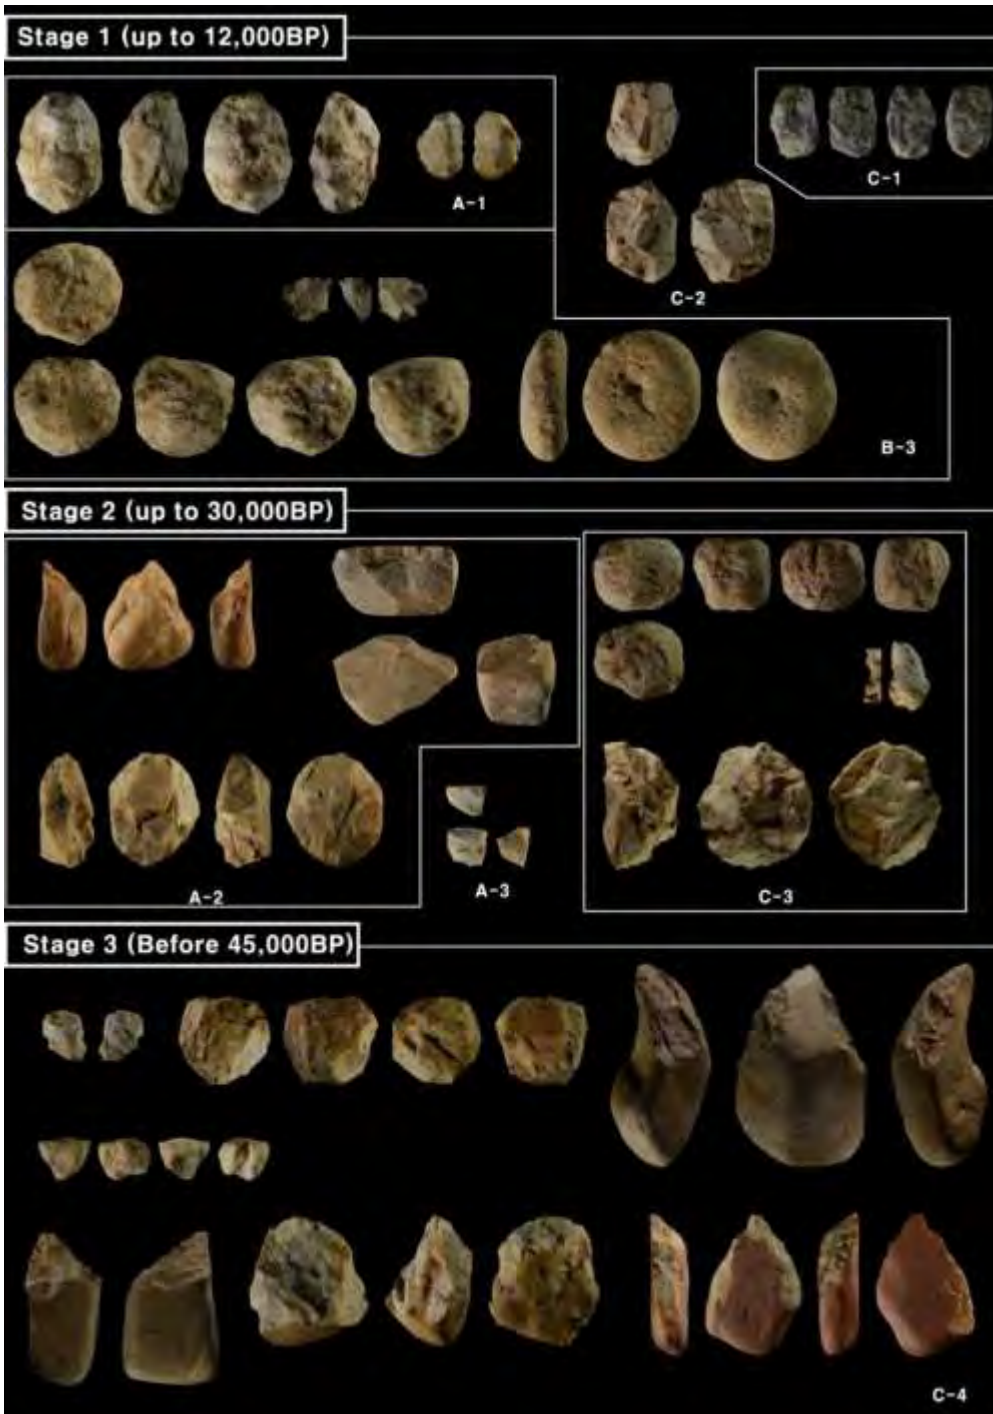 Stage 1 (up to 12,000BP)
A-1
C-1
C-2
B-3
Stage 2 (up to 30,000BP)
A-2
A-3
C-3
Stage 3 (Before 45,000BP)
C-4